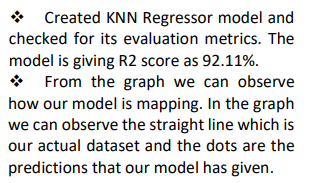 ❖ Created KNN Regressor model and
checked for its evaluation metrics. The
model is giving R2 score as 92.11%.
❖ From the graph we can observe
how our model is mapping. In the graph
we can observe the straight line which is
our actual dataset and the dots are the
predictions that our model has given.